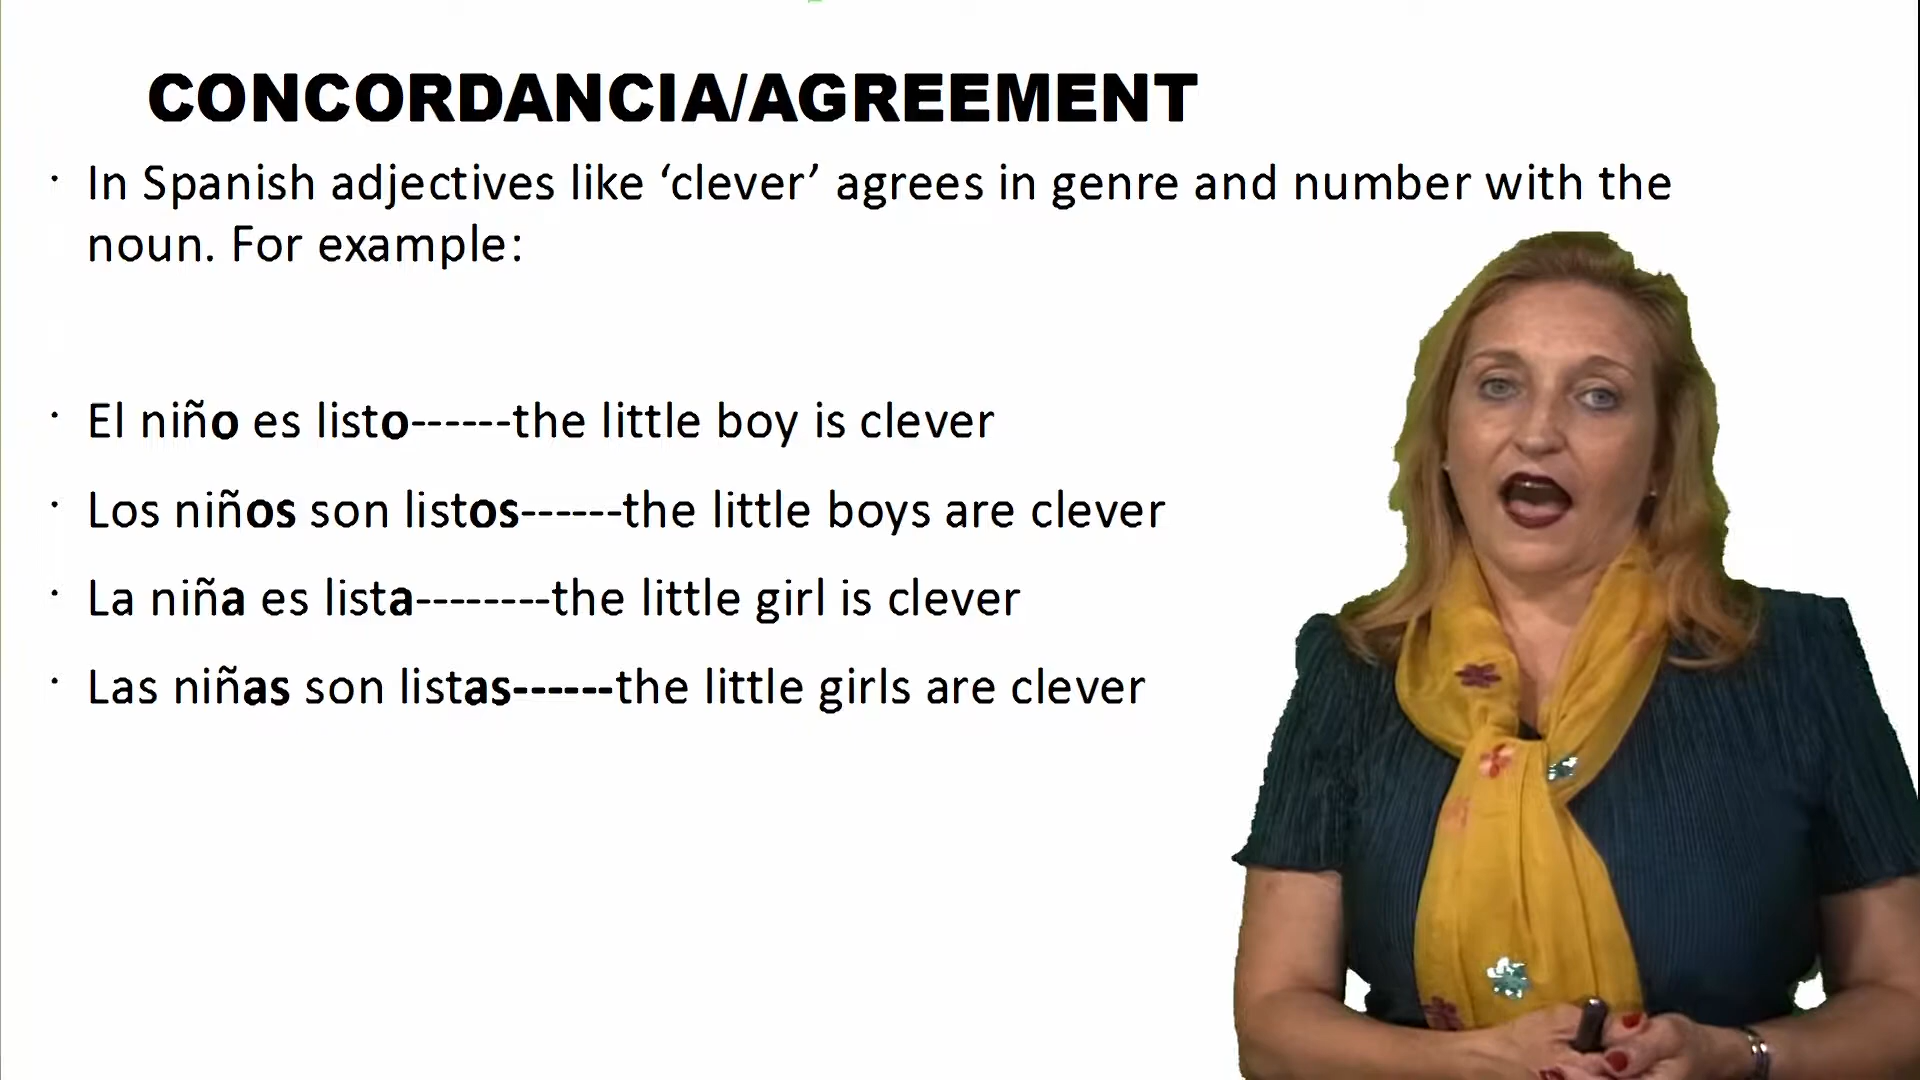 CONCORDANCIA/AGREEMENT
· In Spanish adjectives like ‘clever’ agrees in genre and number with the
noun. For example:
· El niño es listo------the little boy is clever
· Los niños son listos------the little boys are clever
· La niña es lista--------the little girl is clever
· Las niñas son listas------the little girls are clever